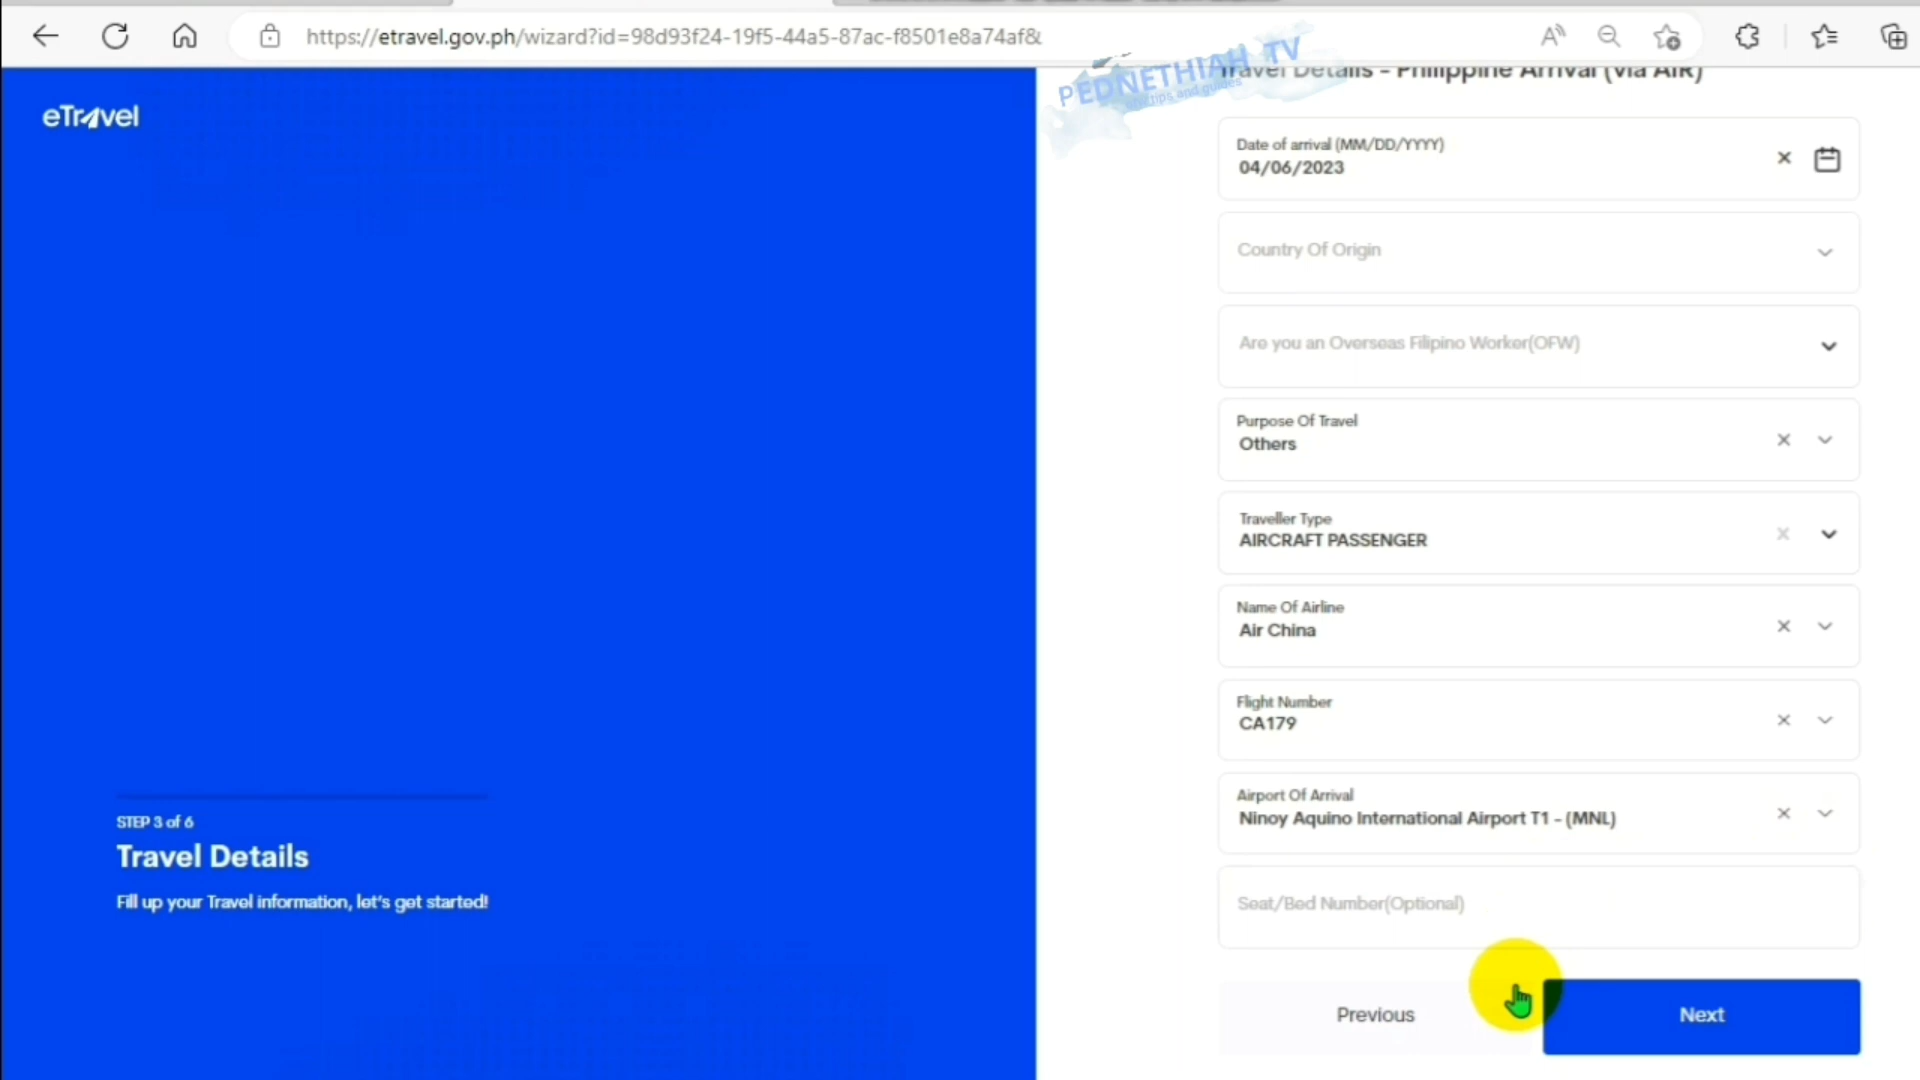 https://etravel.gov.ph/wizard?id=98d93f24-19f5-44a5-87ac-f8501e8a74af&
PEDNETHIAH TV
tips and guides
eTravel
Travel Details - Philippine Arrival (Via AIR)
Date of arrival (MM/DD/YYYY)
04/06/2023
Country Of Origin
Are you an Overseas Filipino Worker(OFW)
Purpose Of Travel
Others
Traveller Type
AIRCRAFT PASSENGER
Name Of Airline
Air China
Flight Number
CA179
Airport Of Arrival
Ninoy Aquino International Airport T1 - (MNL)
Seat/Bed Number(Optional)
STEP 3 of 6
Travel Details
Fill up your Travel information, let's get started!
Previous
Next